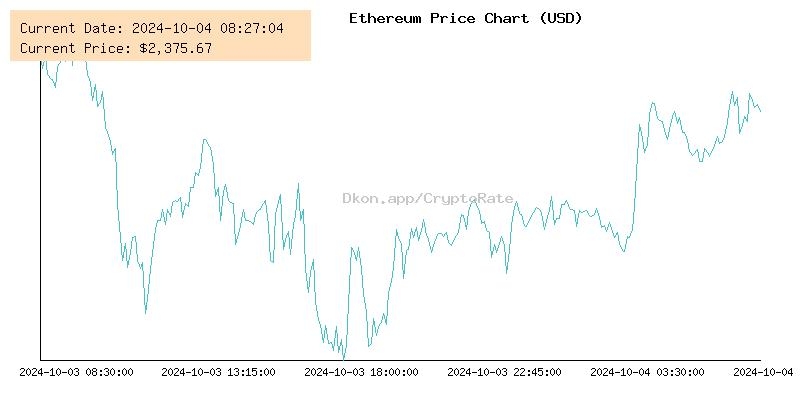 Ethereum Price Chart (USD)
Current Date: 2024-10-04 08:27:04
Current Price: $2,375.67
Dkon.app/CryptoRate
2024-10-03 08:30:00 2024-10-03 13:15:00 2024-10-03 18:00:00 2024-10-03 22:45:00 2024-10-04 03:30:00 2024-10-04